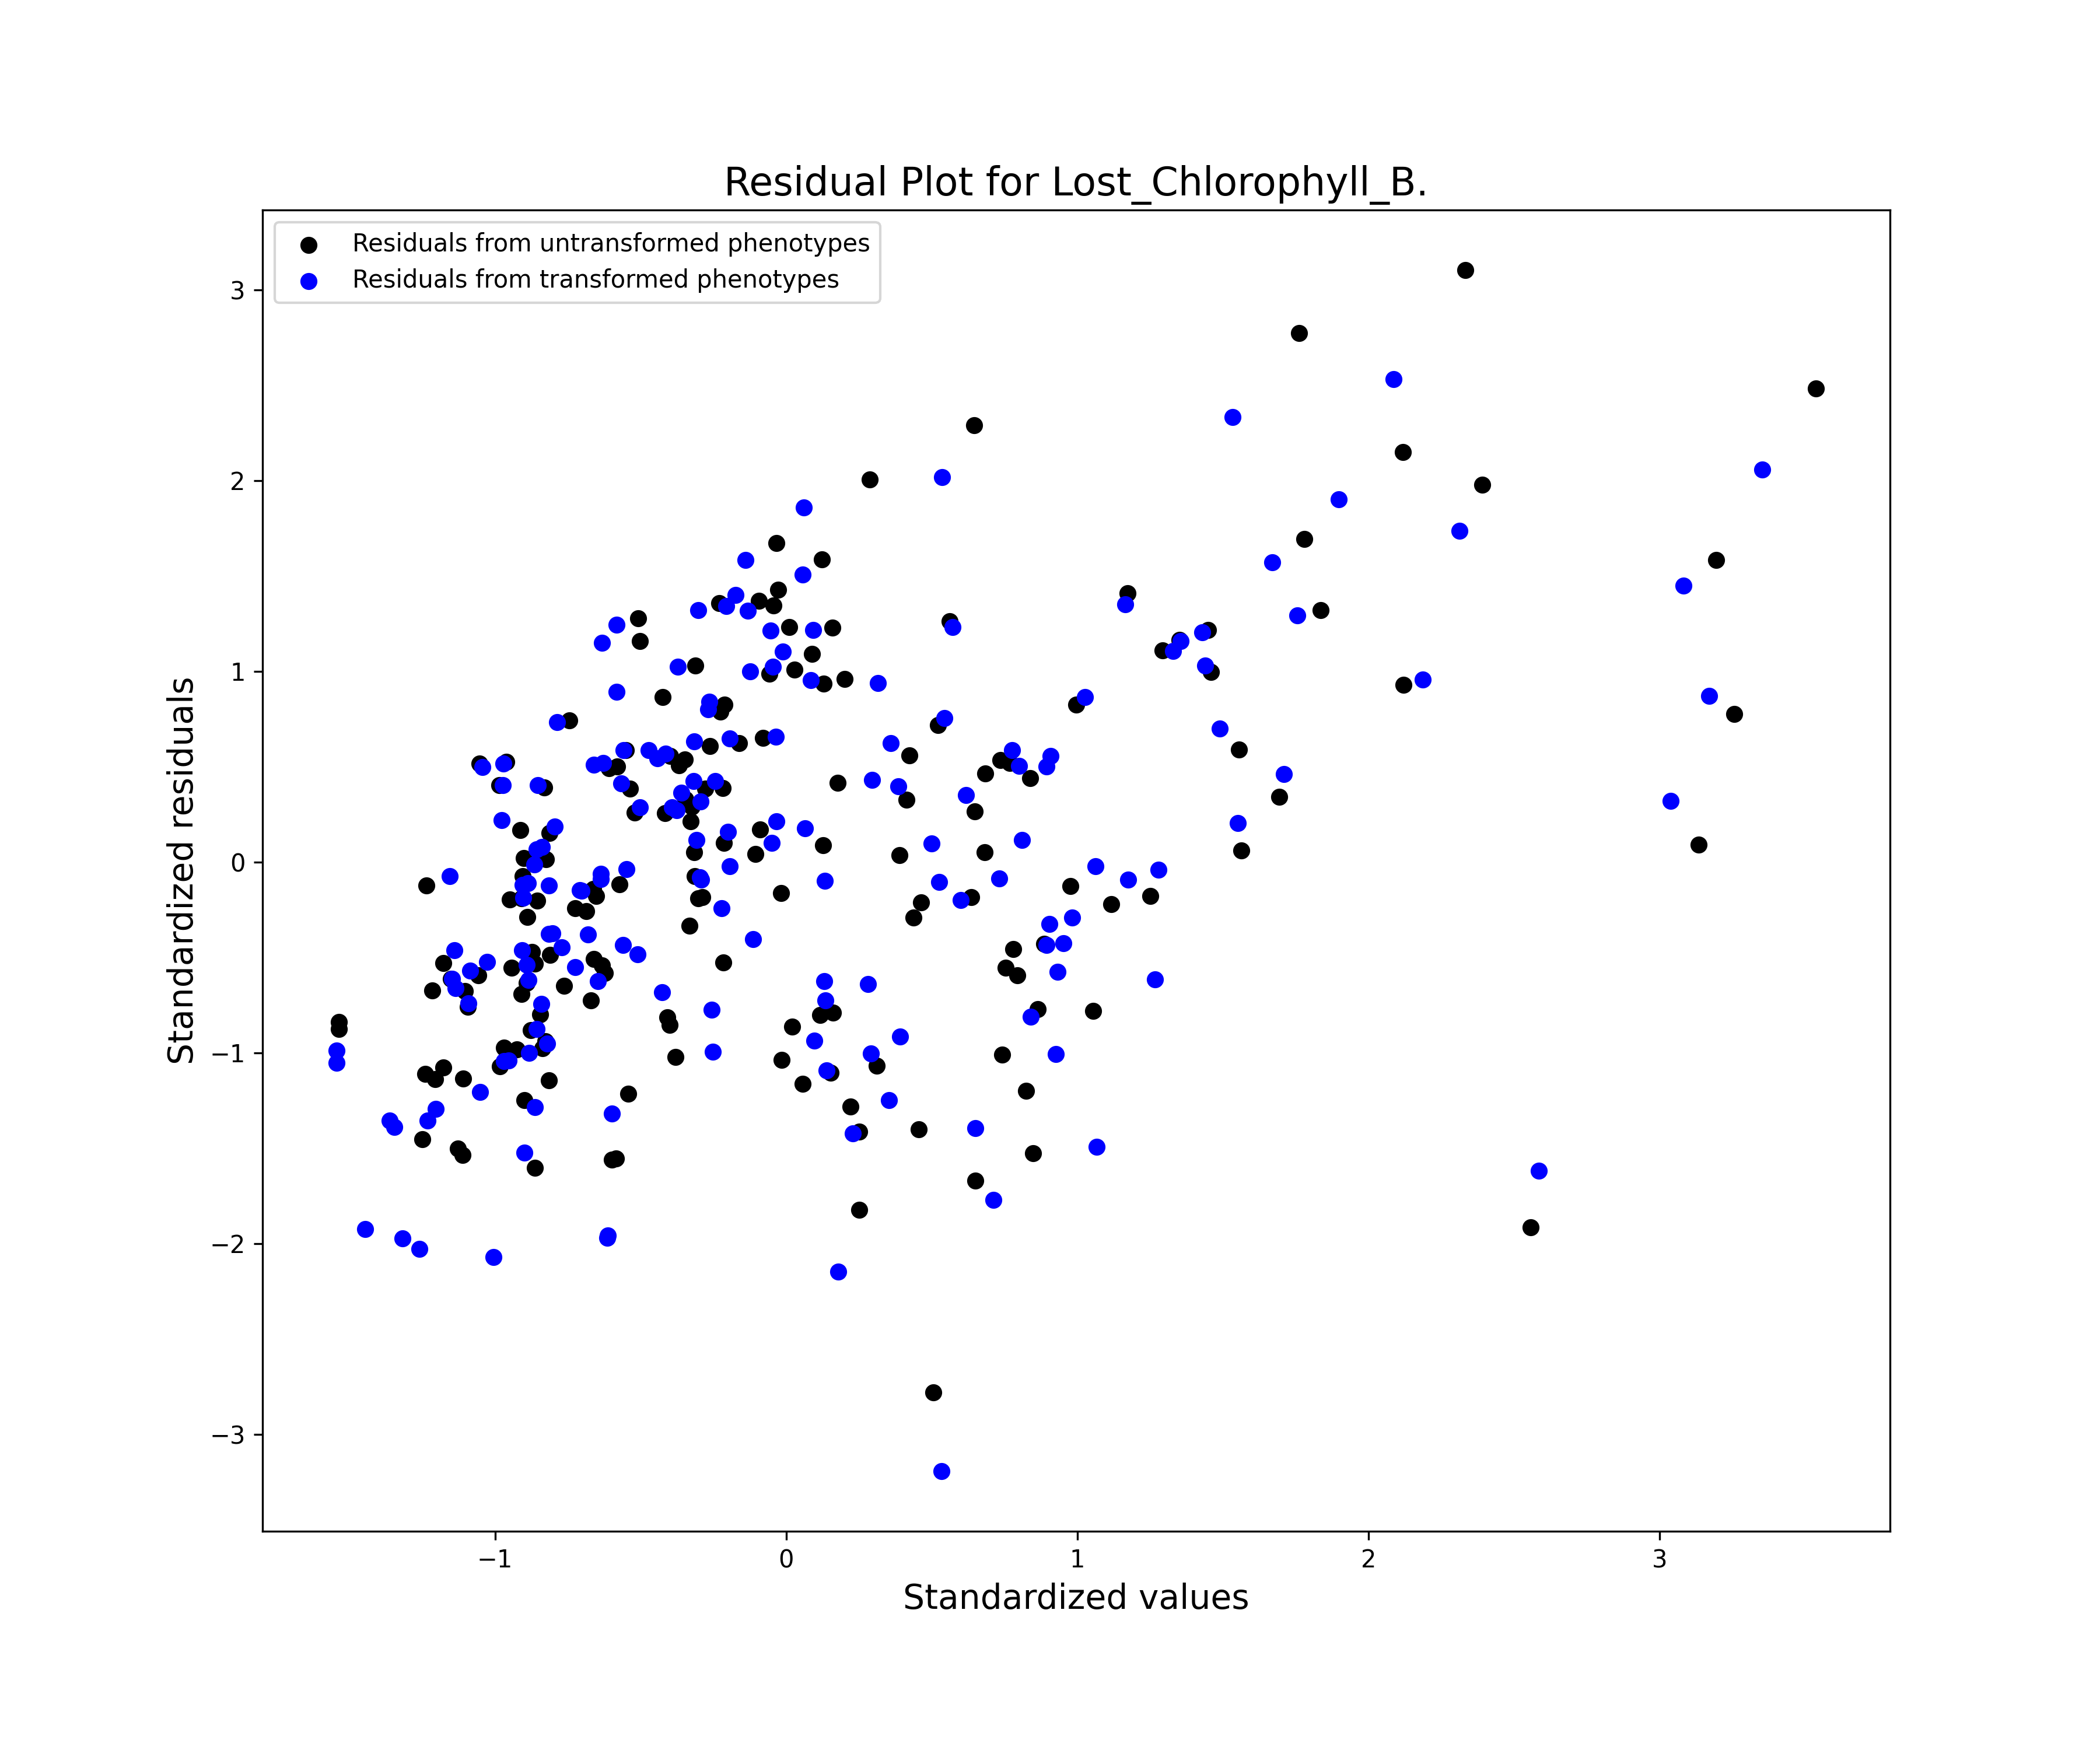 Residual Plot for Lost_Chlorophyll_B.
Residuals from untransformed phenotypes
Residuals from transformed phenotypes
Standardized residuals
3
2
1
0
−1
−2
−3
−1
0
1
2
3
Standardized values